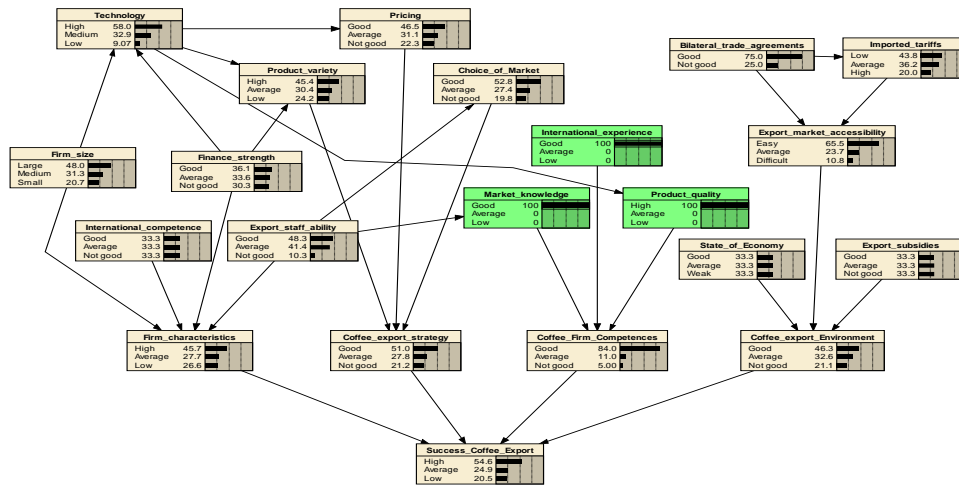 Technology
High 58.0
Medium 32.9
Low 9.07
Pricing
Good 46.5
Average 31.1
Not good 22.3
Bilateral_trade_agreements
Good 75.0
Not good 25.0
Imported_tariffs
Low 43.8
Average 36.2
High 20.0
Product_variety
High 45.4
Average 30.4
Low 24.2
Choice_of_Market
Good 52.8
Average 27.4
Not good 19.8
International_experience
Good 100
Average 0
Low 0
Export_market_accessibility
Easy 65.5
Average 23.7
Difficult 10.8
Firm_size
Large 48.0
Medium 31.3
Small 20.7
Finance_strength
Good 36.1
Average 33.6
Not good 30.3
Market_knowledge
Good 100
Average 0
Low 0
Product_quality
High 100
Average 0
Low 0
International_competence
Good 33.3
Average 33.3
Not good 33.3
Export_staff_ability
Good 48.3
Average 41.4
Not good 10.3
State_of_Economy
Good 33.3
Average 33.3
Weak 33.3
Export_subsidies
Good 33.3
Average 33.3
Not good 33.3
Firm_characteristics
High 45.7
Average 27.7
Low 26.6
Coffee_export_strategy
Good 51.0
Average 27.8
Not good 21.2
Coffee_Firm_Competences
Good 84.0
Average 11.0
Not good 5.00
Coffee_export_Environment
Good 46.3
Average 32.6
Not good 21.1
Success_Coffee_Export
High 54.6
Average 24.9
Low 20.5